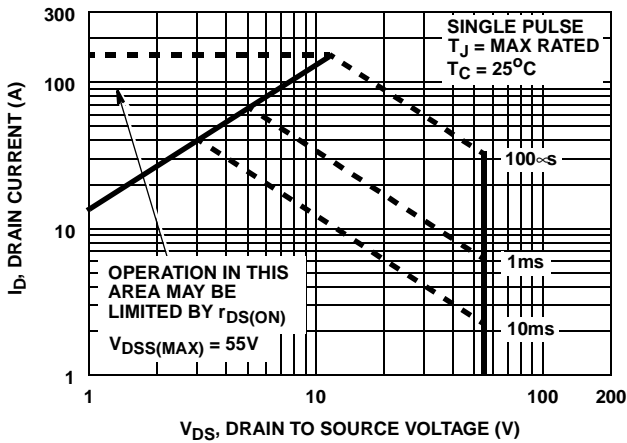 300
100
10
1
I_D, DRAIN CURRENT (A)
SINGLE PULSE
T_J = MAX RATED
T_C = 25°C
100∞s
1ms
10ms
OPERATION IN THIS
AREA MAY BE
LIMITED BY r_DS(ON)
V_DSS(MAX) = 55V
1
10
100
200
V_DS, DRAIN TO SOURCE VOLTAGE (V)